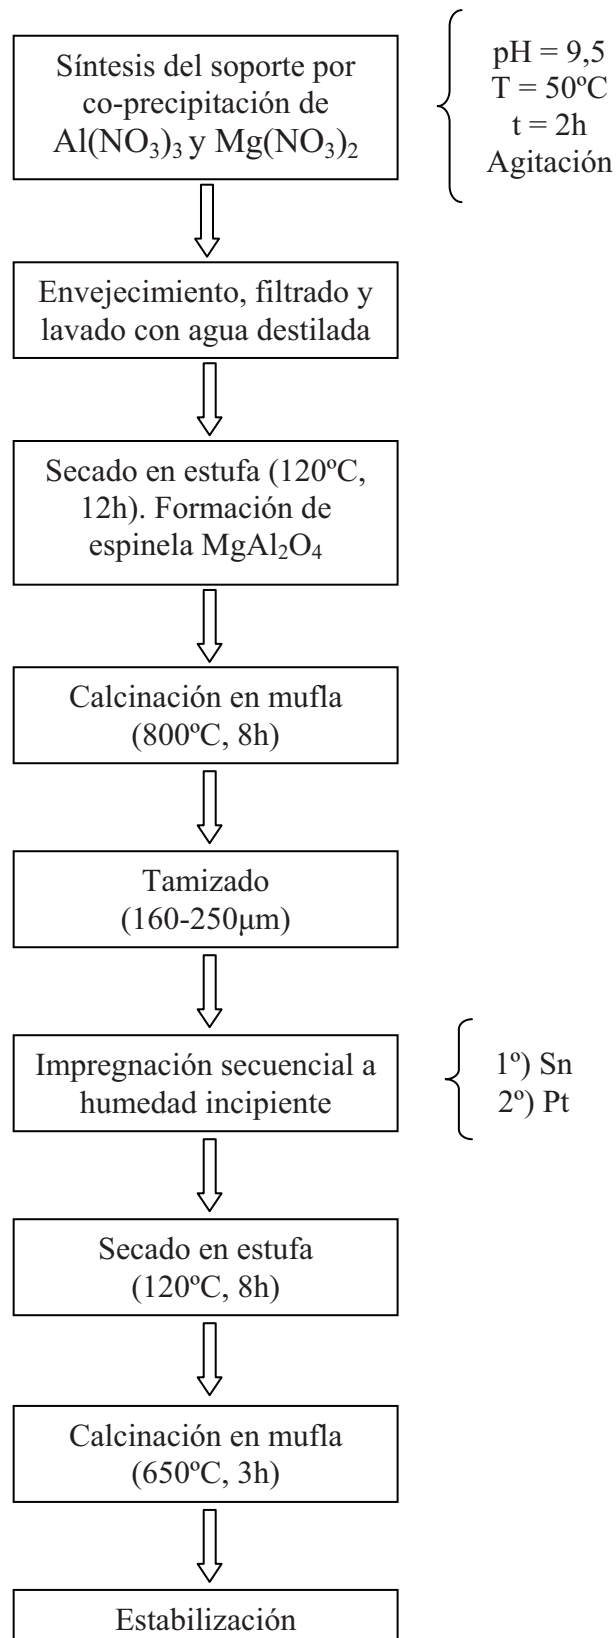 Síntesis del soporte por
co-precipitación de
Al(NO₃)₃ y Mg(NO₃)₂
pH = 9,5
T = 50ºC
t = 2h
Agitación
Envejecimiento, filtrado y
lavado con agua destilada
Secado en estufa (120ºC,
12h). Formación de
espinela MgAl₂O₄
Calcinación en mufla
(800ºC, 8h)
Tamizado
(160-250μm)
Impregnación secuencial a
humedad incipiente
1º) Sn
2º) Pt
Secado en estufa
(120ºC, 8h)
Calcinación en mufla
(650ºC, 3h)
Estabilización